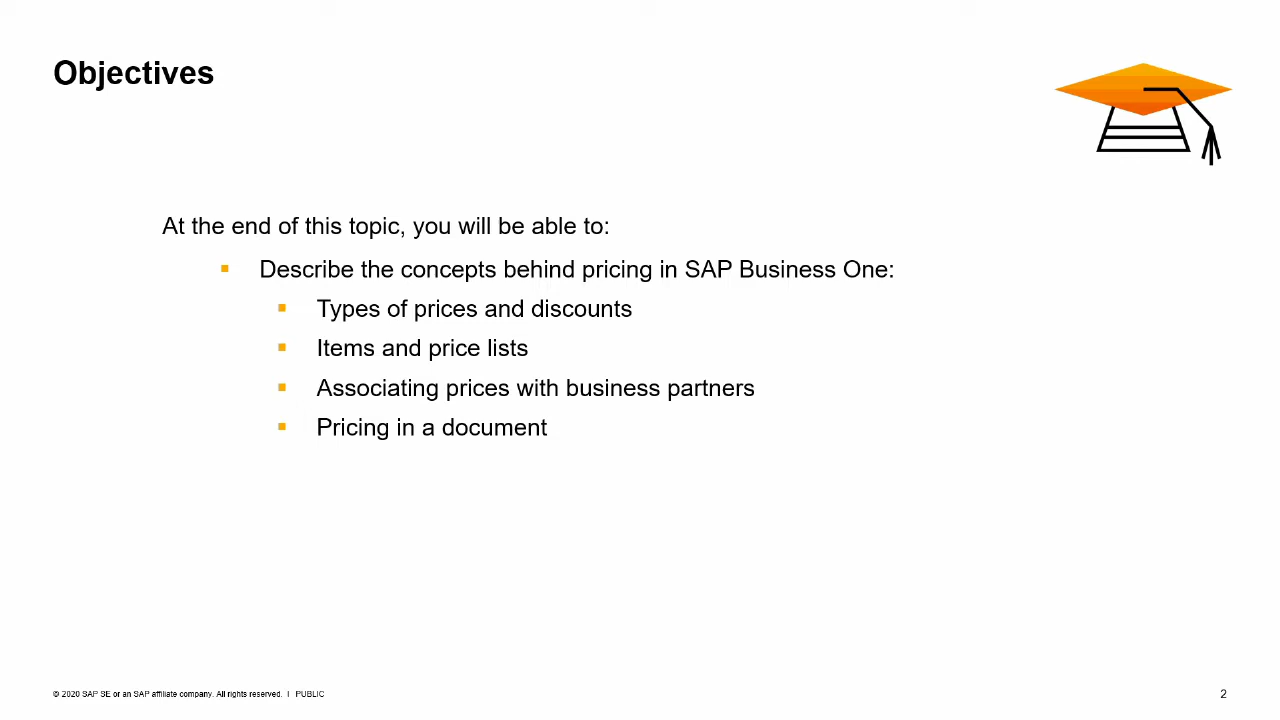 Objectives
At the end of this topic, you will be able to:
Describe the concepts behind pricing in SAP Business One:
Types of prices and discounts
Items and price lists
Associating prices with business partners
Pricing in a document
© 2020 SAP SE or an SAP affiliate company. All rights reserved. I PUBLIC
2